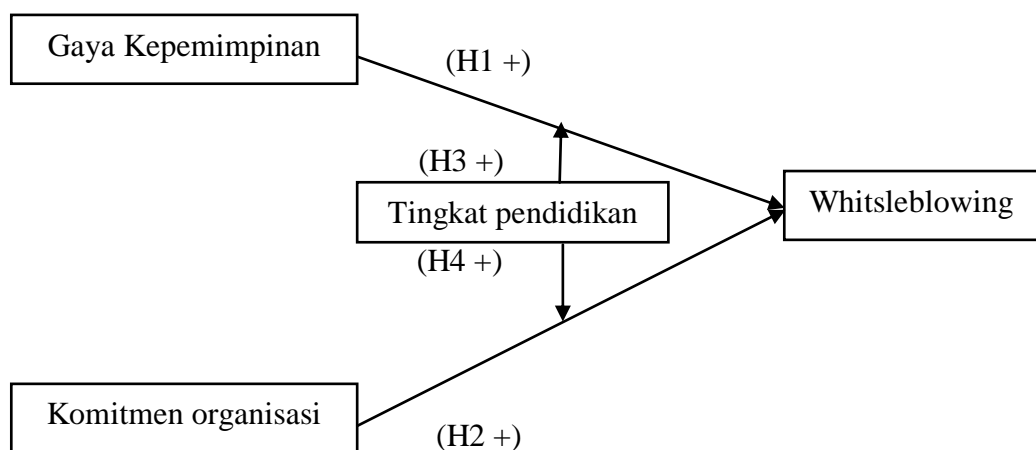 Gaya Kepemimpinan
(H1 +)
(H3 +)
Tingkat pendidikan
Whitsleblowing
(H4 +)
Komitmen organisasi
(H2 +)